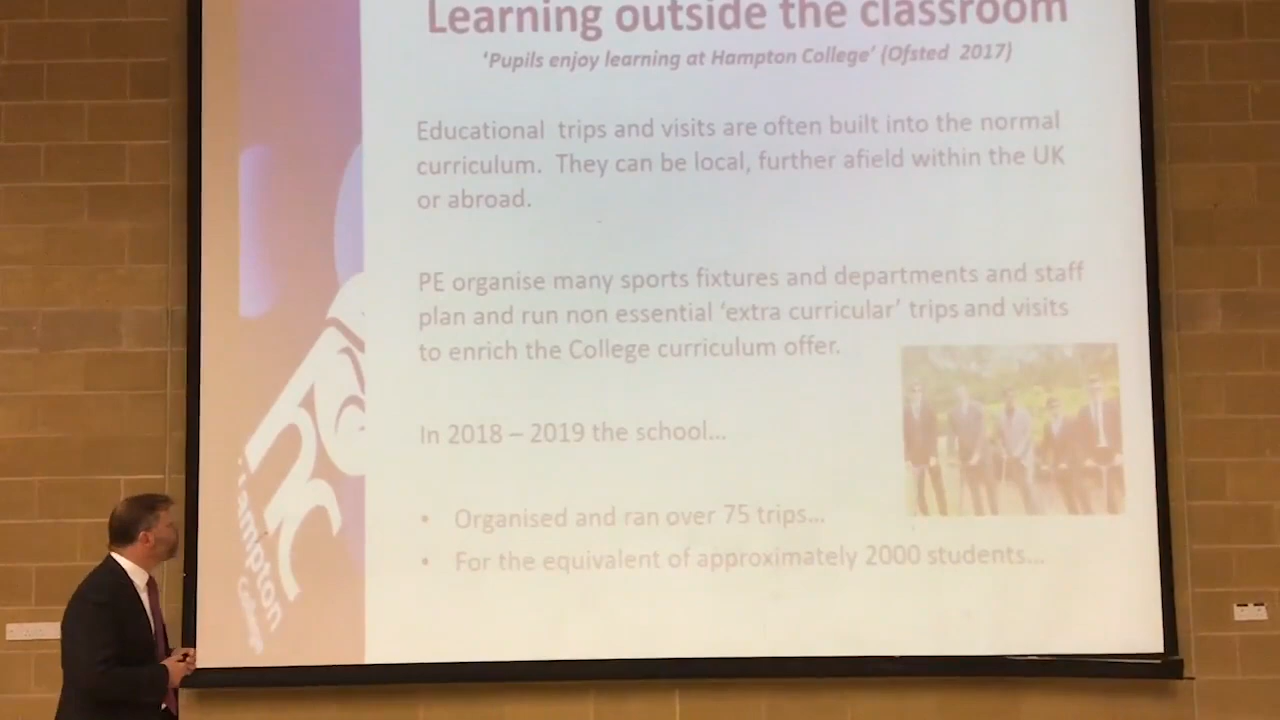 Learning outside the classroom
‘Pupils enjoy learning at Hampton College’ (Ofsted 2017)
Educational trips and visits are often built into the normal
curriculum. They can be local, further afield within the UK
or abroad.
PE organise many sports fixtures and departments and staff
plan and run non essential ‘extra curricular’ trips and visits
to enrich the College curriculum offer.
In 2018 – 2019 the school...
• Organised and ran over 75 trips...
• For the equivalent of approximately 2000 students...
hc
Hampton
College